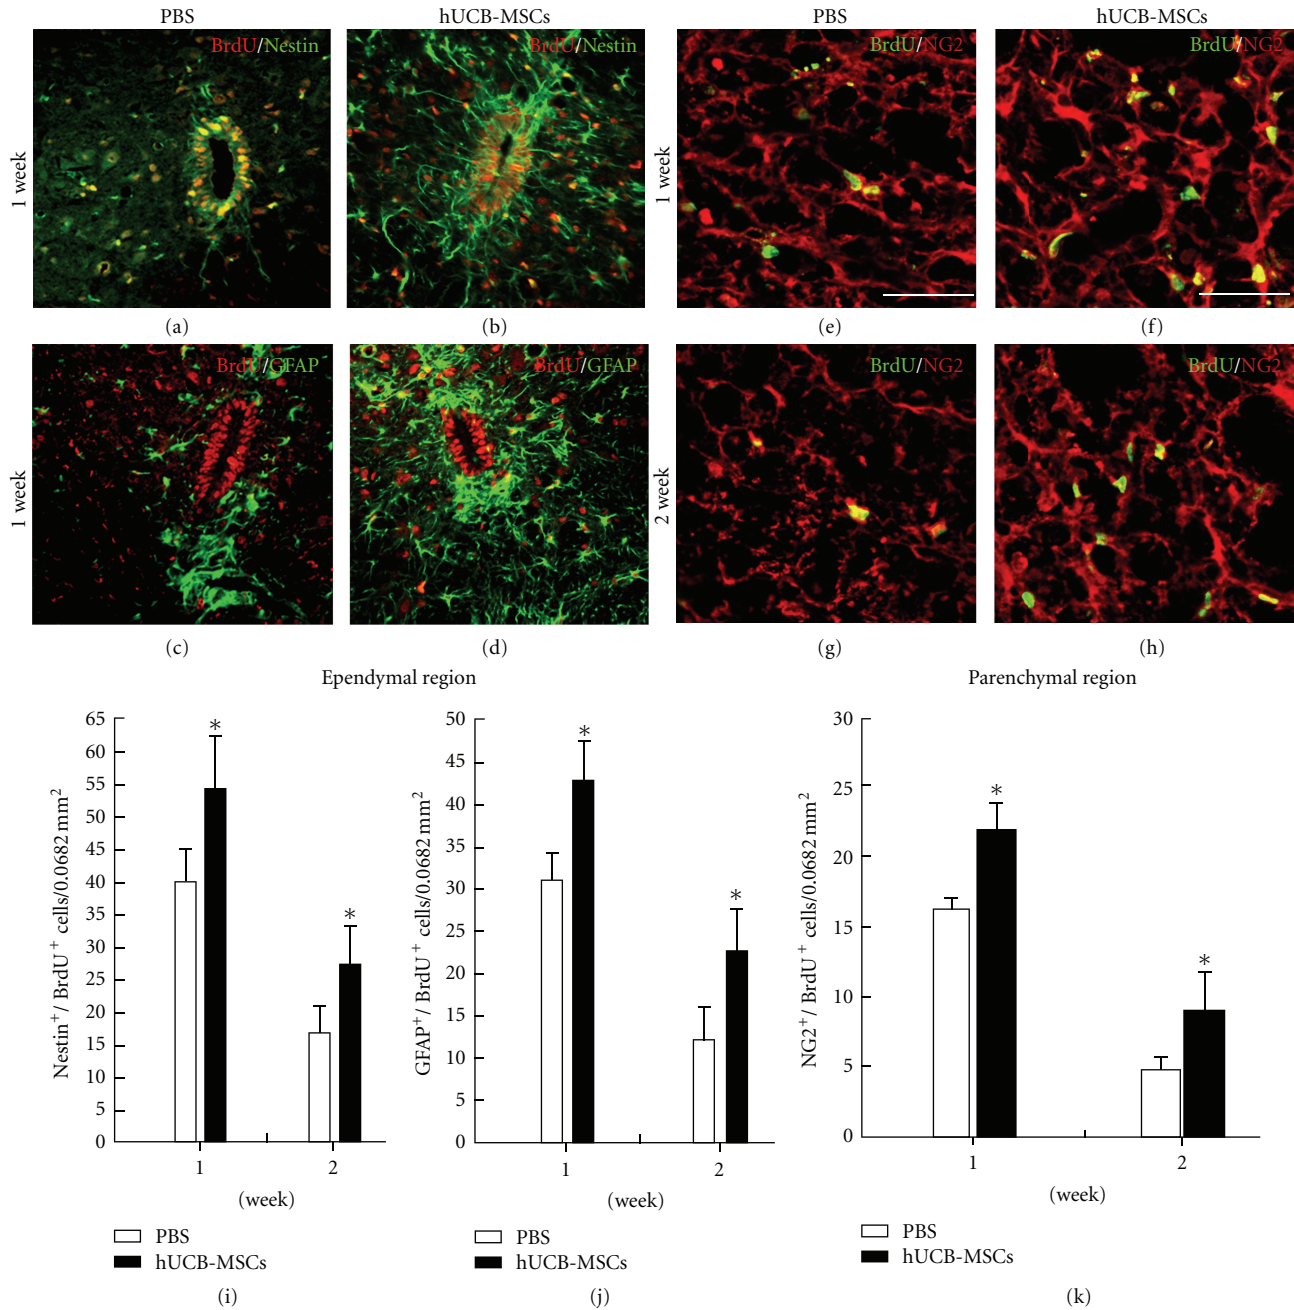 PBS
hUCB-MSCs
PBS
hUCB-MSCs
1 week
BrdU/Nestin
BrdU/Nestin
1 week
BrdU/NG2
BrdU/NG2
(a)
(b)
(e)
(f)
1 week
BrdU/GFAP
BrdU/GFAP
2 week
BrdU/NG2
BrdU/NG2
(c)
(d)
(g)
(h)
Ependymal region
Parenchymal region
Nestin⁺/ BrdU ⁺ cells/0.0682 mm²
65
60
55
50
45
40
35
30
25
20
15
10
5
0
*
*
1
2
(week)
PBS
hUCB-MSCs
(i)
GFAP⁺/ BrdU ⁺ cells/0.0682 mm²
50
45
40
35
30
25
20
15
10
5
0
*
*
1
2
(week)
PBS
hUCB-MSCs
(j)
NG2⁺/ BrdU ⁺ cells/0.0682 mm²
30
25
20
15
10
5
0
*
*
1
2
(week)
PBS
hUCB-MSCs
(k)